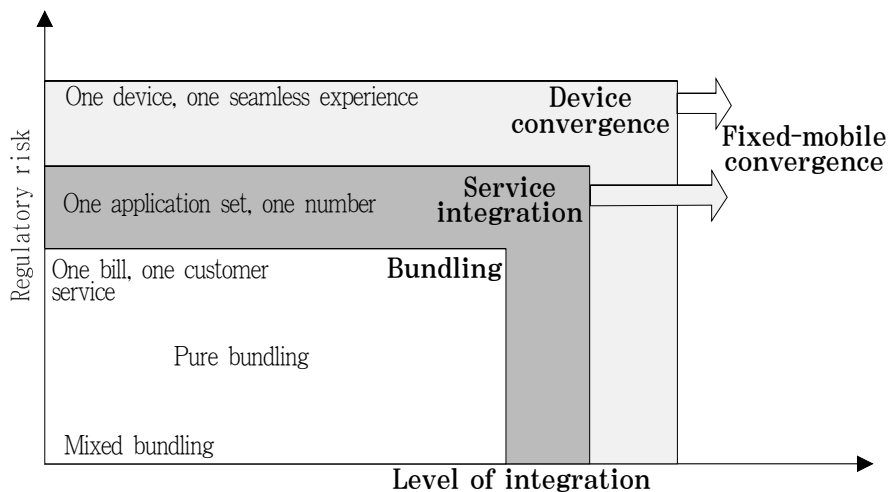 One device, one seamless experience
Device
convergence
Fixed-mobile
convergence
Regulatory risk
One application set, one number
Service
integration
One bill, one customer
service
Bundling
Pure bundling
Mixed bundling
Level of integration